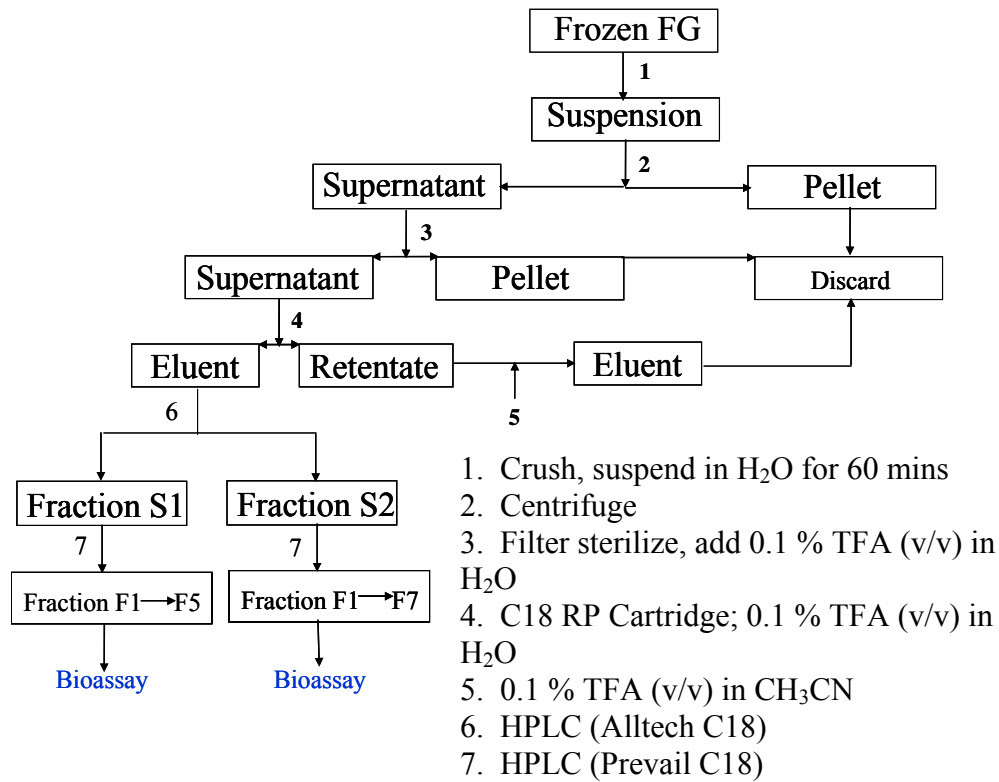 Frozen FG
1
Suspension
2
Supernatant
Pellet
3
Supernatant
Pellet
Discard
4
Eluent
Retentate
Eluent
5
6
Fraction S1
Fraction S2
7
7
Fraction F1→F5
Fraction F1→F7
Bioassay
Bioassay
1. Crush, suspend in H₂O for 60 mins
2. Centrifuge
3. Filter sterilize, add 0.1 % TFA (v/v) in
H₂O
4. C18 RP Cartridge; 0.1 % TFA (v/v) in
H₂O
5. 0.1 % TFA (v/v) in CH₃CN
6. HPLC (Alltech C18)
7. HPLC (Prevail C18)